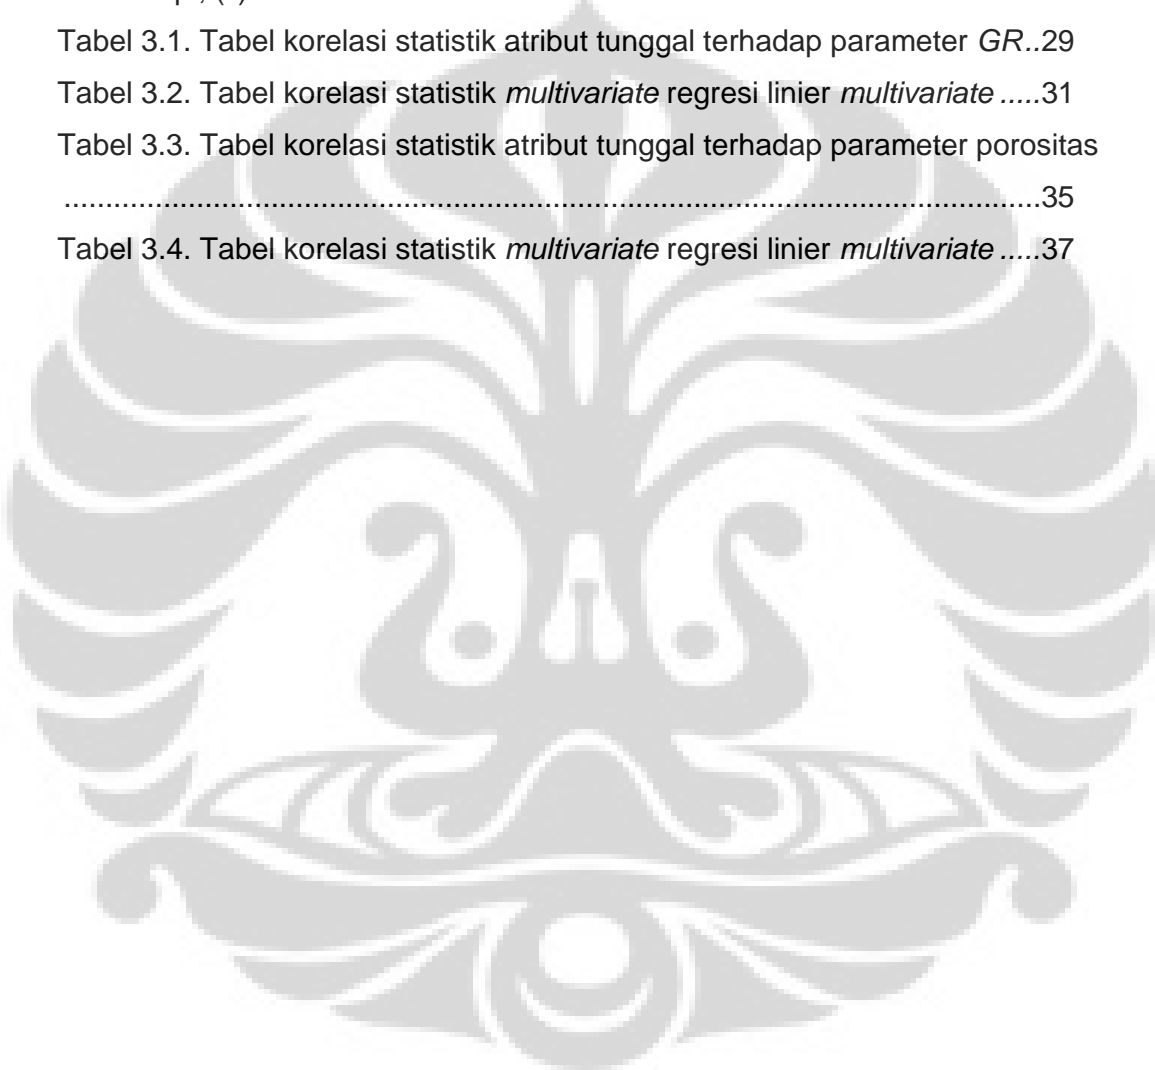 Tabel 3.1. Tabel korelasi statistik atribut tunggal terhadap parameter GR..29
Tabel 3.2. Tabel korelasi statistik multivariate regresi linier multivariate .....31
Tabel 3.3. Tabel korelasi statistik atribut tunggal terhadap parameter porositas
......................................................................................................................35
Tabel 3.4. Tabel korelasi statistik multivariate regresi linier multivariate .....37